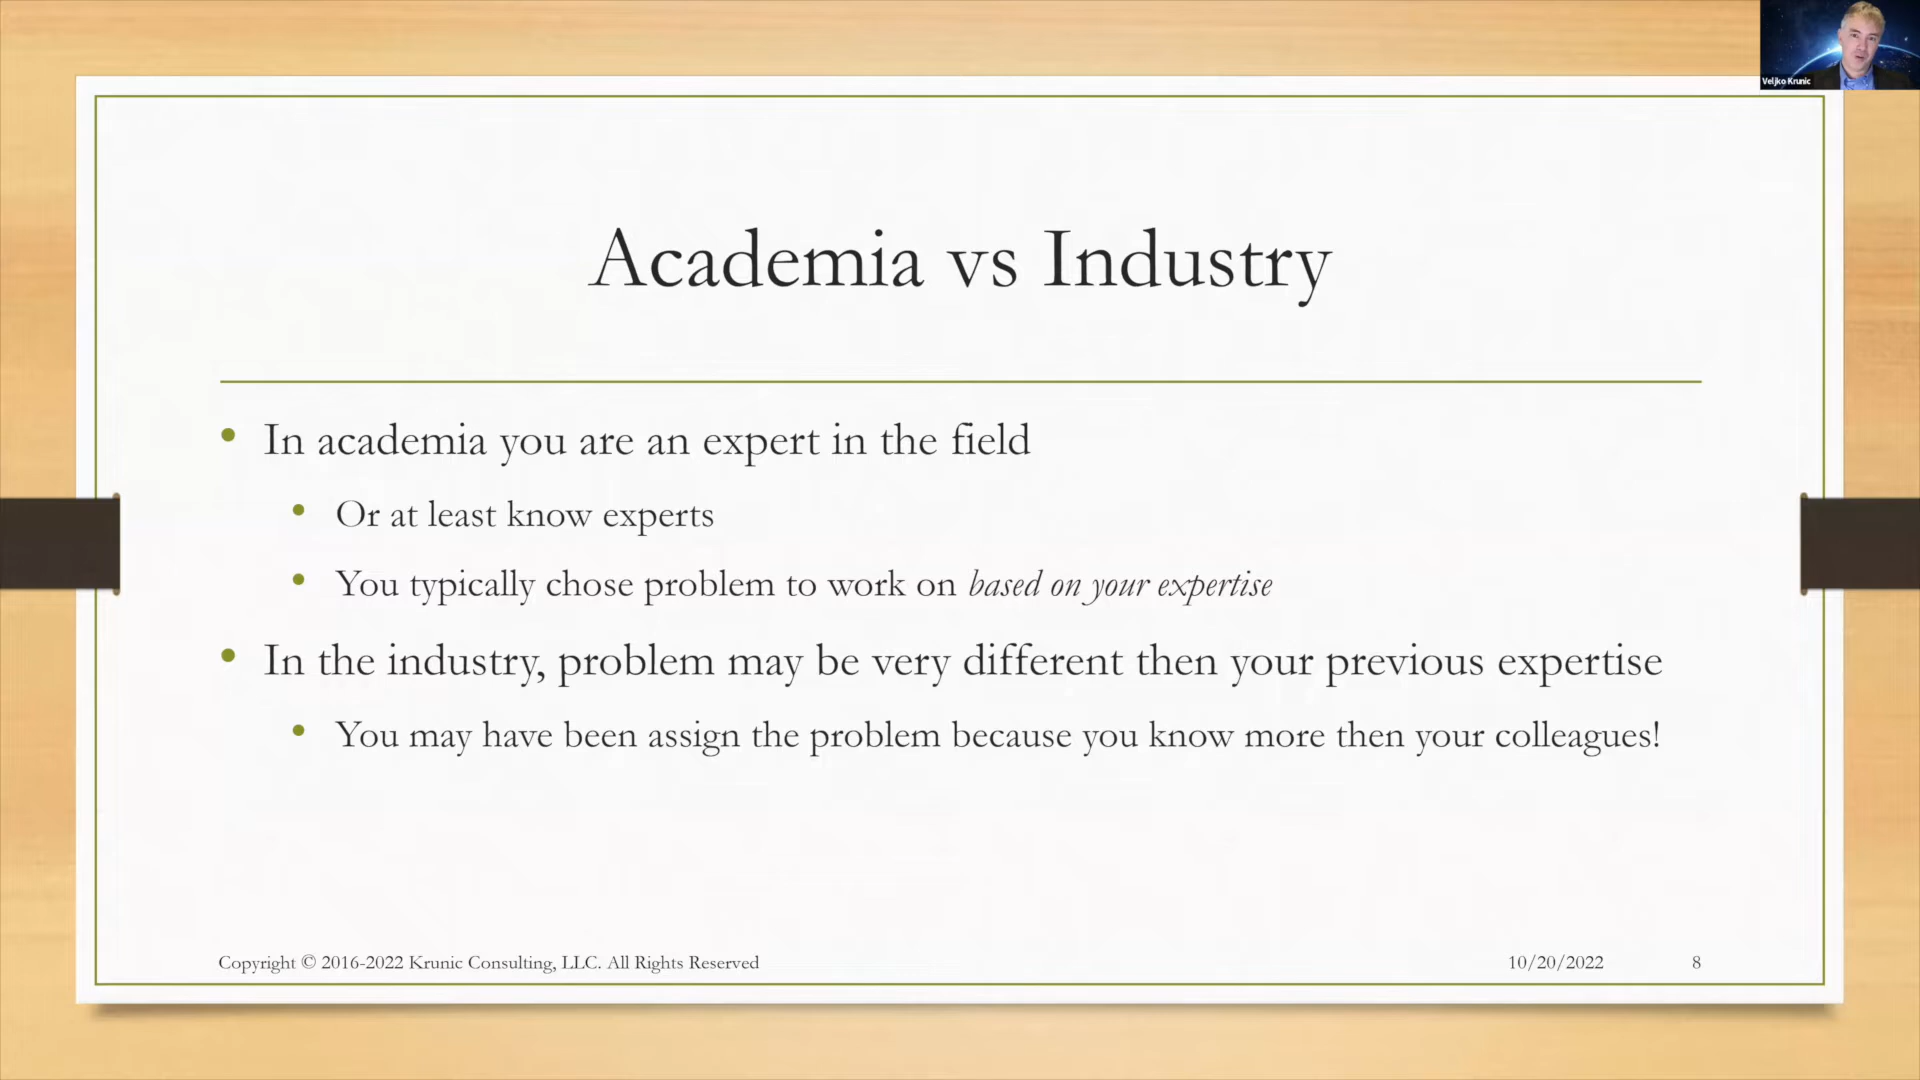 Veljko Krunic
Academia vs Industry
• In academia you are an expert in the field
• Or at least know experts
• You typically chose problem to work on based on your expertise
• In the industry, problem may be very different then your previous expertise
• You may have been assign the problem because you know more then your colleagues!
Copyright © 2016-2022 Krunic Consulting, LLC. All Rights Reserved
10/20/2022
8